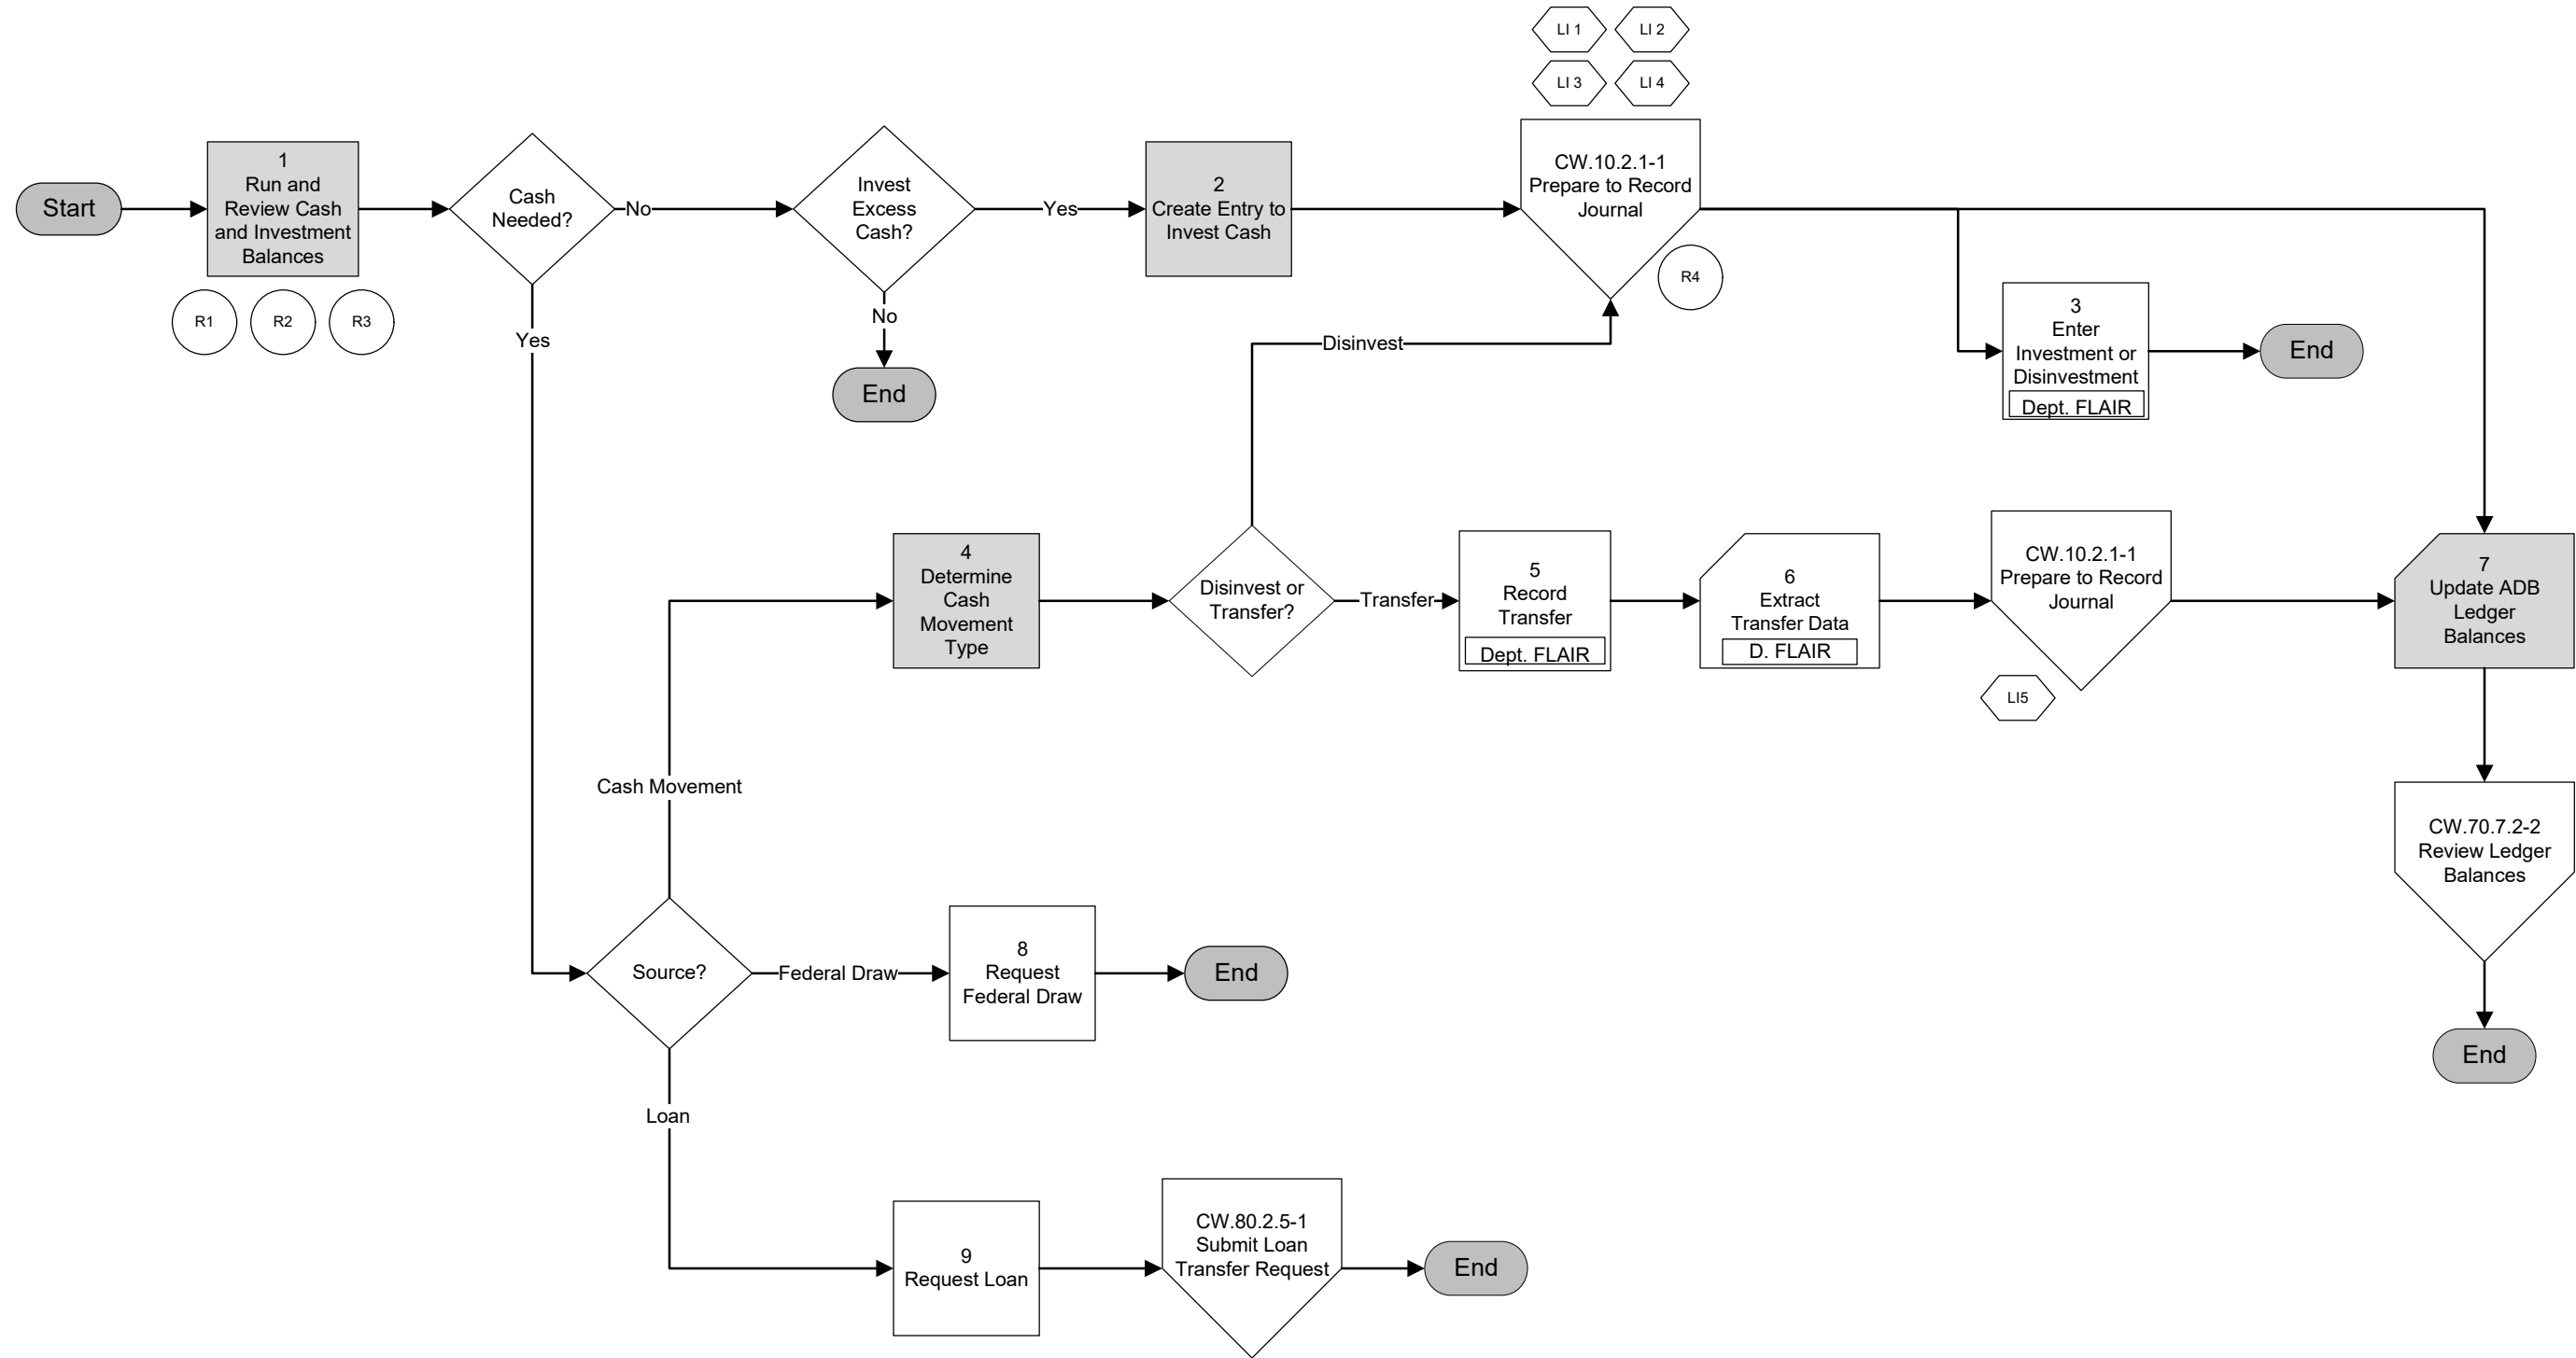 LI 1
LI 2
LI 3
LI 4
Start
1
Run and
Review Cash
and Investment
Balances
R1
R2
R3
Cash
Needed?
No
Yes
Invest
Excess
Cash?
Yes
No
End
2
Create Entry to
Invest Cash
CW.10.2.1-1
Prepare to Record
Journal
R4
Disinvest
3
Enter
Investment or
Disinvestment
Dept. FLAIR
End
4
Determine
Cash
Movement
Type
Disinvest or
Transfer?
Transfer
5
Record
Transfer
Dept. FLAIR
6
Extract
Transfer Data
D. FLAIR
CW.10.2.1-1
Prepare to Record
Journal
LI5
7
Update ADB
Ledger
Balances
Cash Movement
CW.70.7.2-2
Review Ledger
Balances
End
Source?
Federal Draw
8
Request
Federal Draw
End
Loan
9
Request Loan
CW.80.2.5-1
Submit Loan
Transfer Request
End